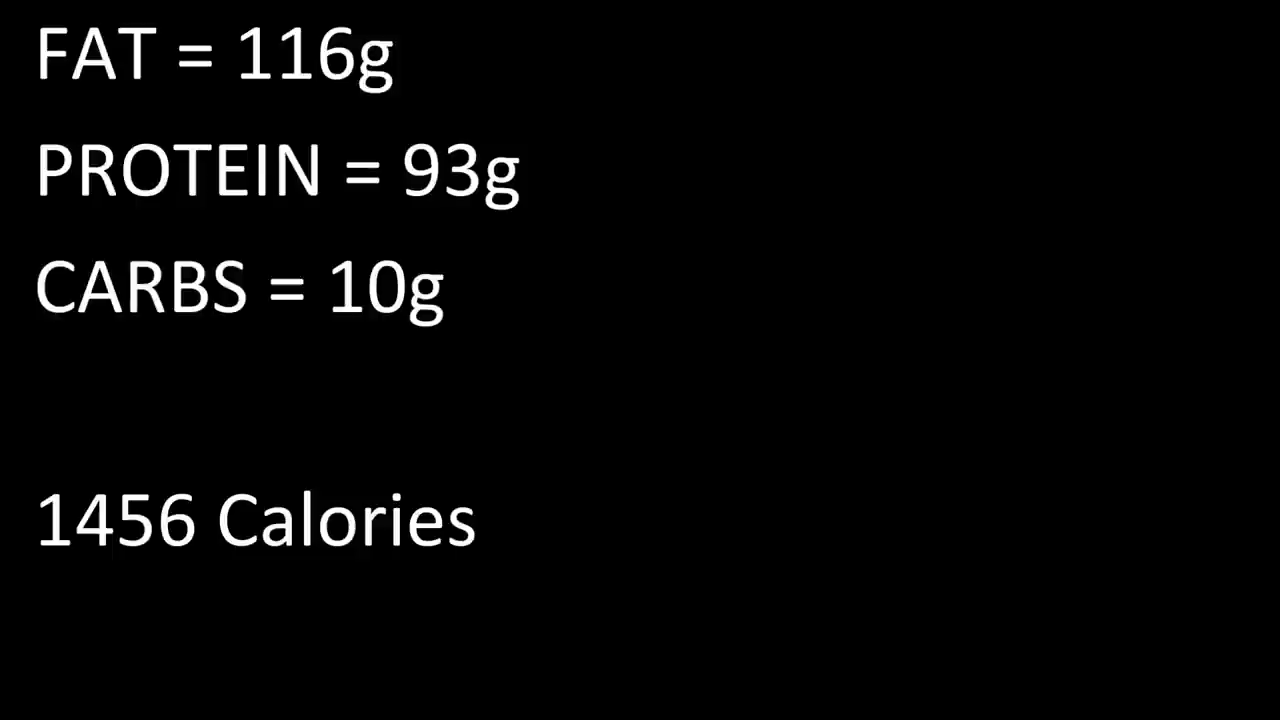 FAT = 116g
PROTEIN = 93g
CARBS = 10g
1456 Calories